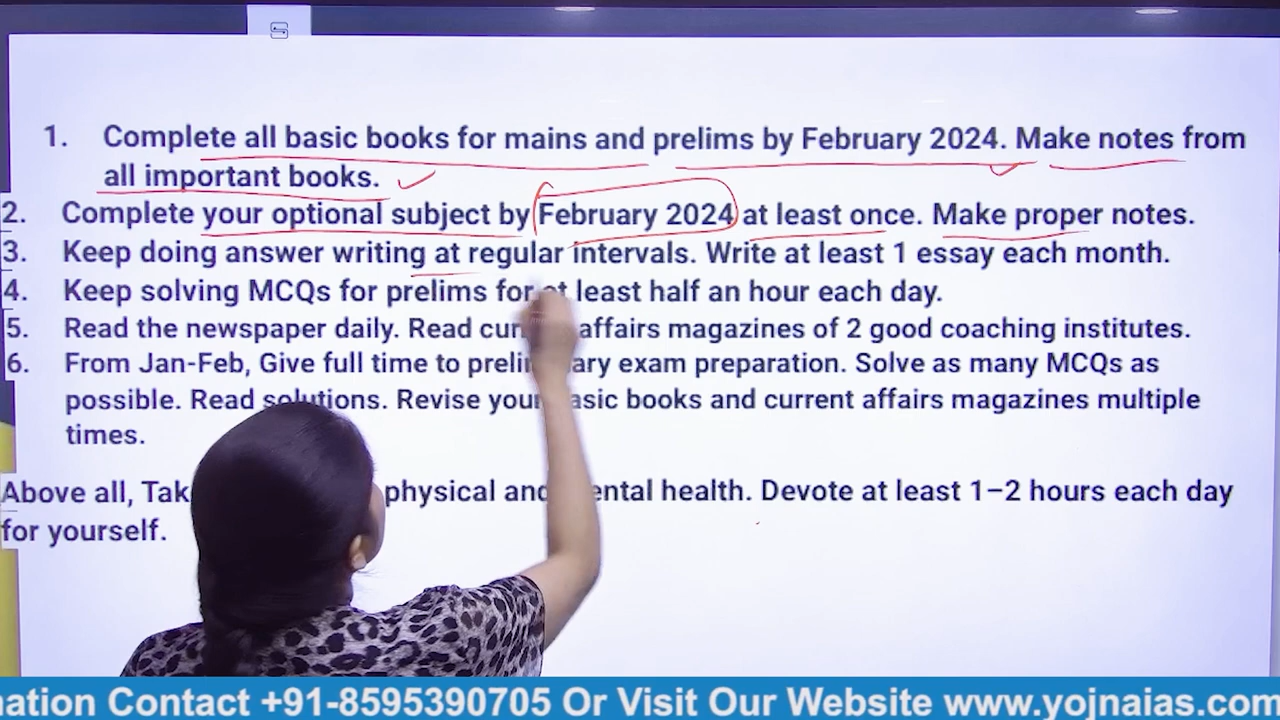 1. Complete all basic books for mains and prelims by February 2024. Make notes from
all important books.
2. Complete your optional subject by February 2024 at least once. Make proper notes.
3. Keep doing answer writing at regular intervals. Write at least 1 essay each month.
4. Keep solving MCQs for prelims for at least half an hour each day.
5. Read the newspaper daily. Read affairs magazines of 2 good coaching institutes.
6. From Jan-Feb, Give full time to exam preparation. Solve as many MCQs as
possible. Read solutions. Revise your basic books and current affairs magazines multiple
times.
Above all, physical and health. Devote at least 1–2 hours each day
for yourself.
Contact +91-8595390705 Or Visit Our Website www.yojnaias.com